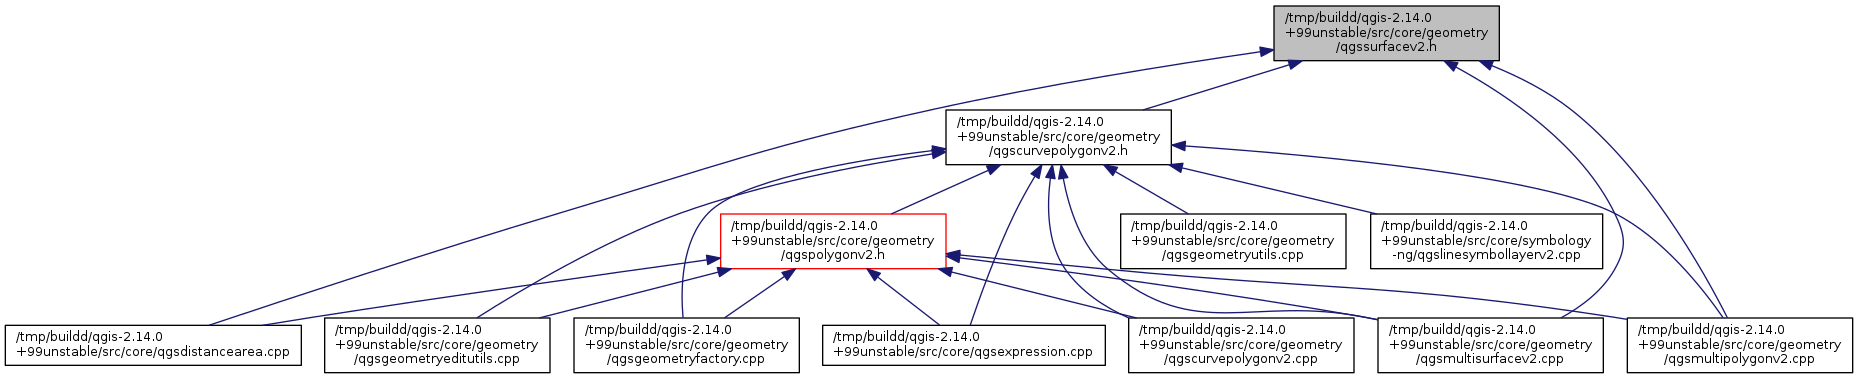 /tmp/buildd/qgis-2.14.0
+99unstable/src/core/geometry
/qgssurfacev2.h
/tmp/buildd/qgis-2.14.0
+99unstable/src/core/geometry
/qgscurvepolygonv2.h
/tmp/buildd/qgis-2.14.0
+99unstable/src/core/geometry
/qgspolygonv2.h
/tmp/buildd/qgis-2.14.0
+99unstable/src/core/geometry
/qgsgeometryutils.cpp
/tmp/buildd/qgis-2.14.0
+99unstable/src/core/symbology
-ng/qgslinesymbollayerv2.cpp
/tmp/buildd/qgis-2.14.0
+99unstable/src/core/qgsdistancearea.cpp
/tmp/buildd/qgis-2.14.0
+99unstable/src/core/geometry
/qgsgeometryeditutils.cpp
/tmp/buildd/qgis-2.14.0
+99unstable/src/core/geometry
/qgsgeometryfactory.cpp
/tmp/buildd/qgis-2.14.0
+99unstable/src/core/qgsexpression.cpp
/tmp/buildd/qgis-2.14.0
+99unstable/src/core/geometry
/qgscurvepolygonv2.cpp
/tmp/buildd/qgis-2.14.0
+99unstable/src/core/geometry
/qgsmultisurfacev2.cpp
/tmp/buildd/qgis-2.14.0
+99unstable/src/core/geometry
/qgsmultipolygonv2.cpp